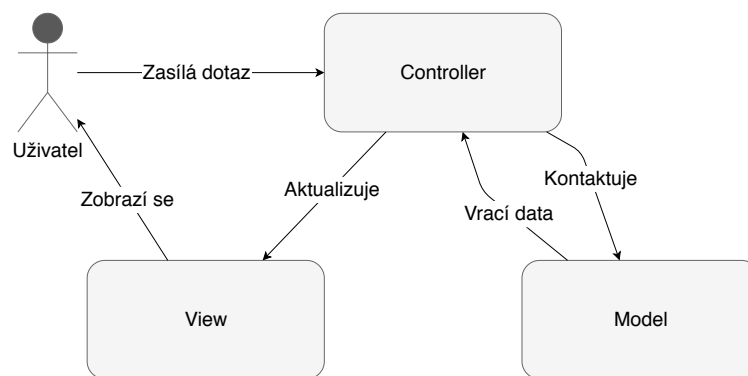 Zasílá dotaz
Controller
Uživatel
Aktualizuje
Kontaktuje
Zobrazí se
Vrací data
View
Model